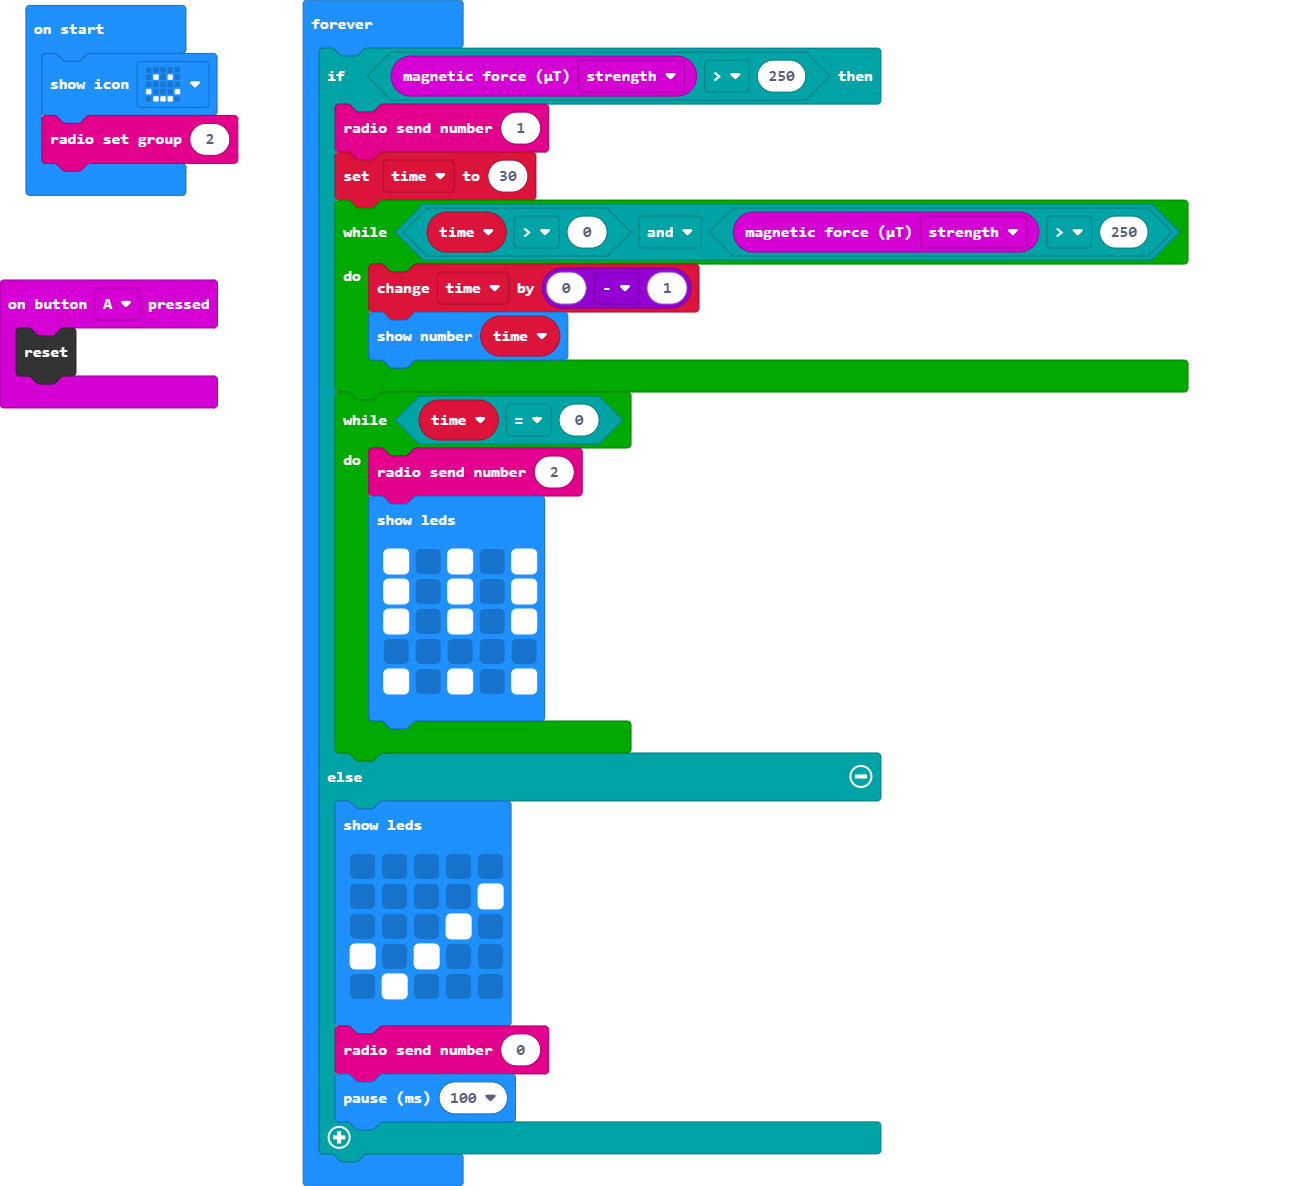 on start
show icon
radio set group 2
on button A pressed
reset
forever
if magnetic force (µT) strength > 250 then
radio send number 1
set time to 30
while time > 0 and magnetic force (µT) strength > 250
do
change time by 0 - 1
show number time
while time = 0
do
radio send number 2
show leds
else
show leds
radio send number 0
pause (ms) 100